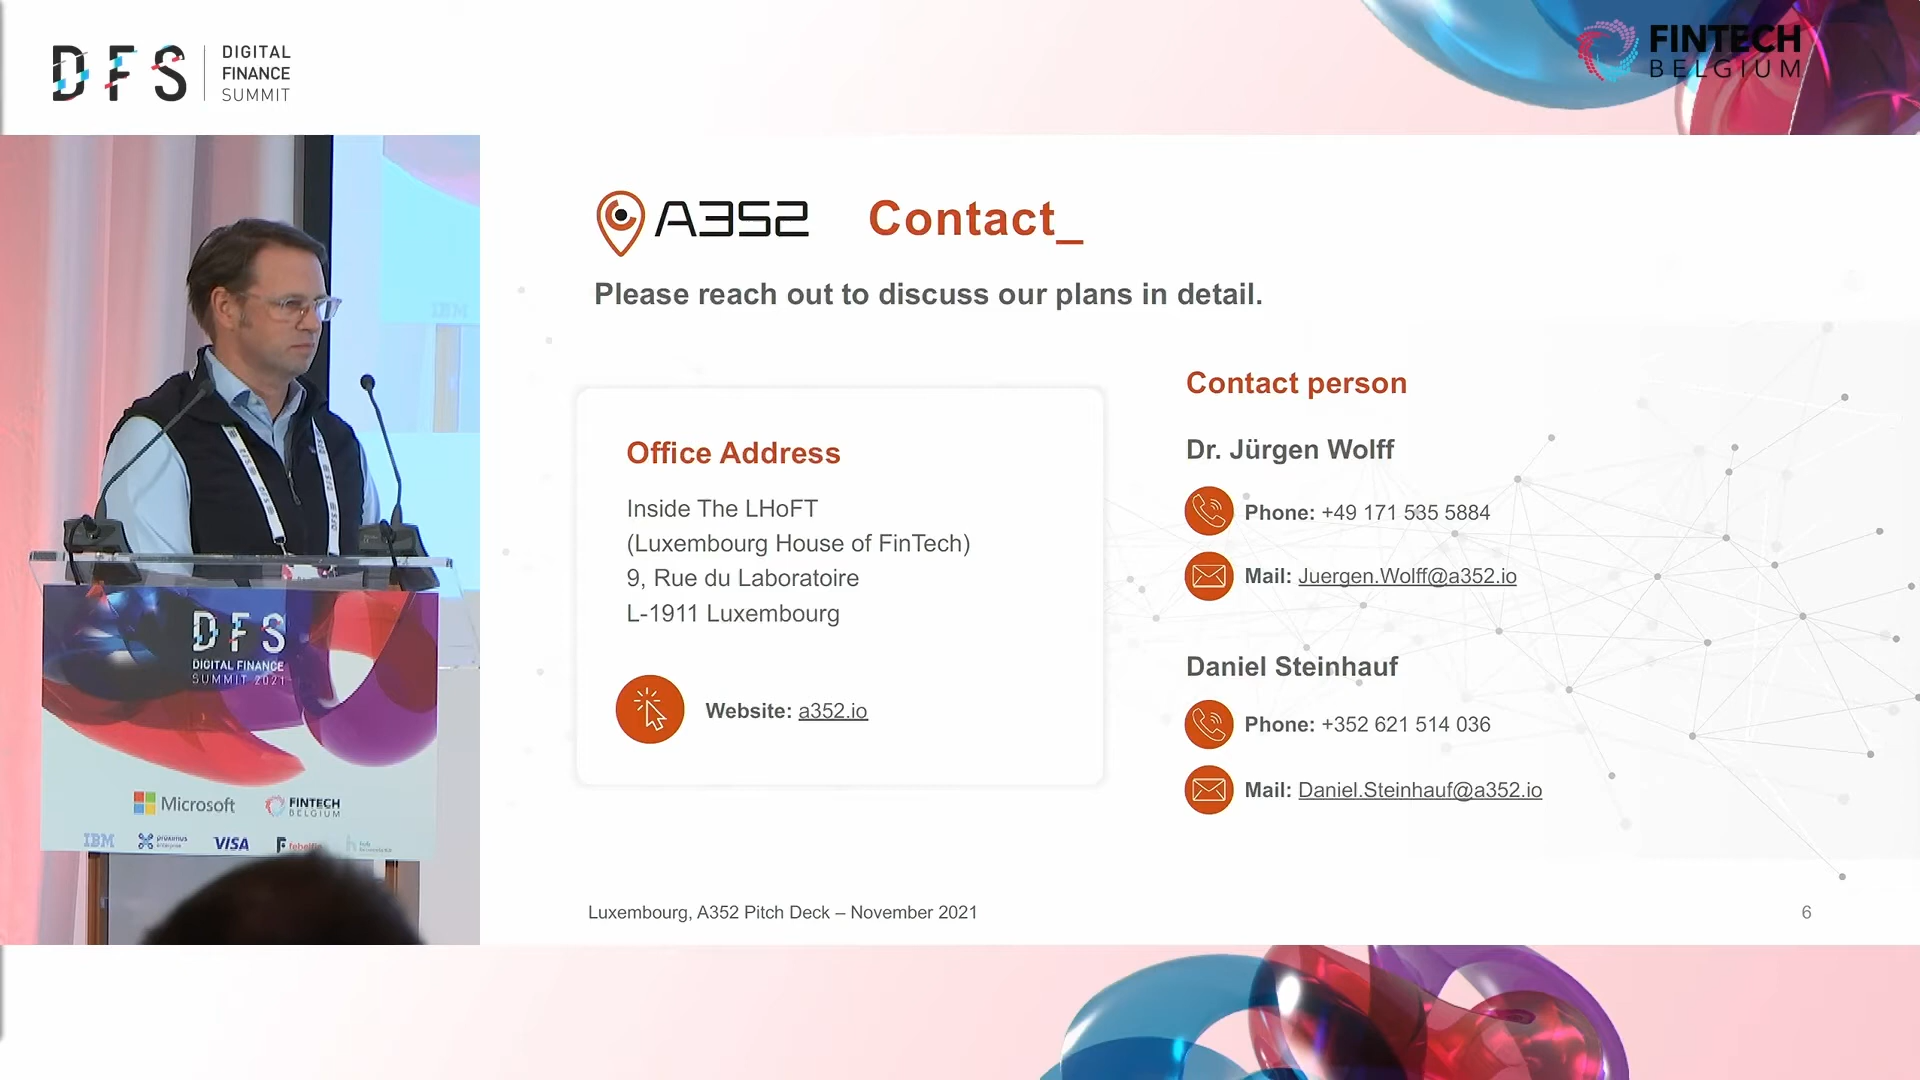 DFS
DIGITAL
FINANCE
SUMMIT
FINTECH
BELGIUM
A352
Contact_
Please reach out to discuss our plans in detail.
Office Address
Inside The LHoFT
(Luxembourg House of FinTech)
9, Rue du Laboratoire
L-1911 Luxembourg
Website: a352.io
Contact person
Dr. Jürgen Wolff
Phone: +49 171 535 5884
Mail: Juergen.Wolff@a352.io
Daniel Steinhauf
Phone: +352 621 514 036
Mail: Daniel.Steinhauf@a352.io
Luxembourg, A352 Pitch Deck – November 2021
6
IBM
DFS
DIGITAL FINANCE
SUMMIT 2021
Microsoft
FINTECH
BELGIUM
IBM
proximus
VISA